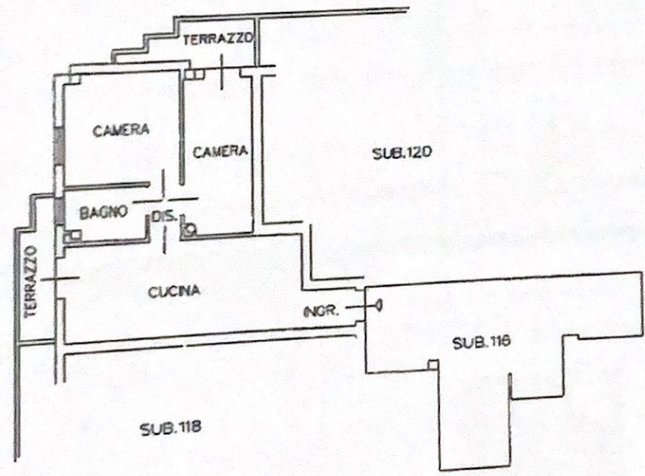 TERRAZZO
CAMERA
CAMERA
SUB.120
BAGNO
DIS.
TERRAZZO
CUCINA
INGR.
SUB.116
SUB.118